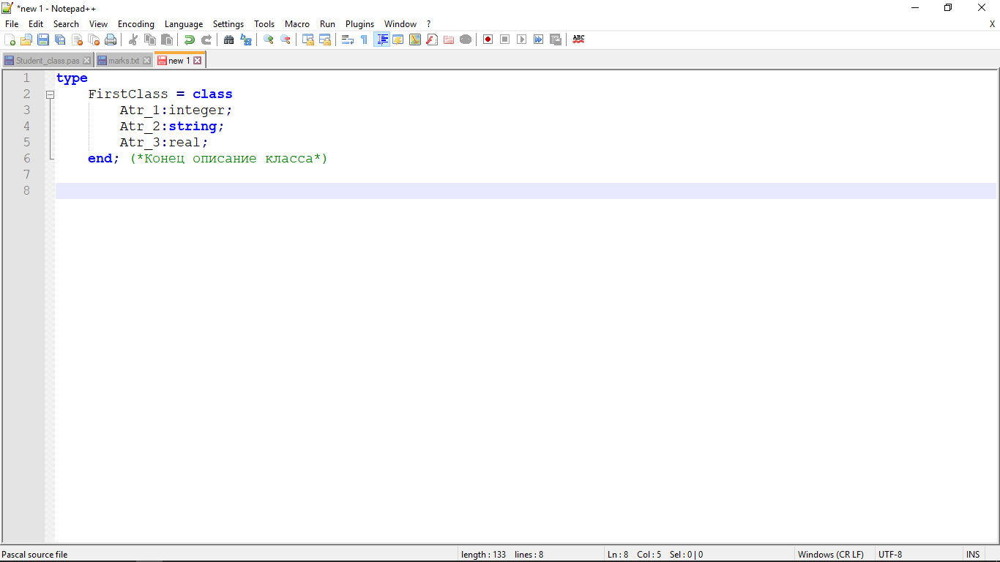 *new 1 - Notepad++
File Edit Search View Encoding Language Settings Tools Macro Run Plugins Window ? X
ABC
Student_class.pas marks.txt new 1
1 type
2 FirstClass = class
3 Atr_1:integer;
4 Atr_2:string;
5 Atr_3:real;
6 end; (*Конец описание класса*)
7
8
Pascal source file length : 133 lines : 8 Ln : 8 Col : 5 Sel : 0 | 0 Windows (CR LF) UTF-8 INS